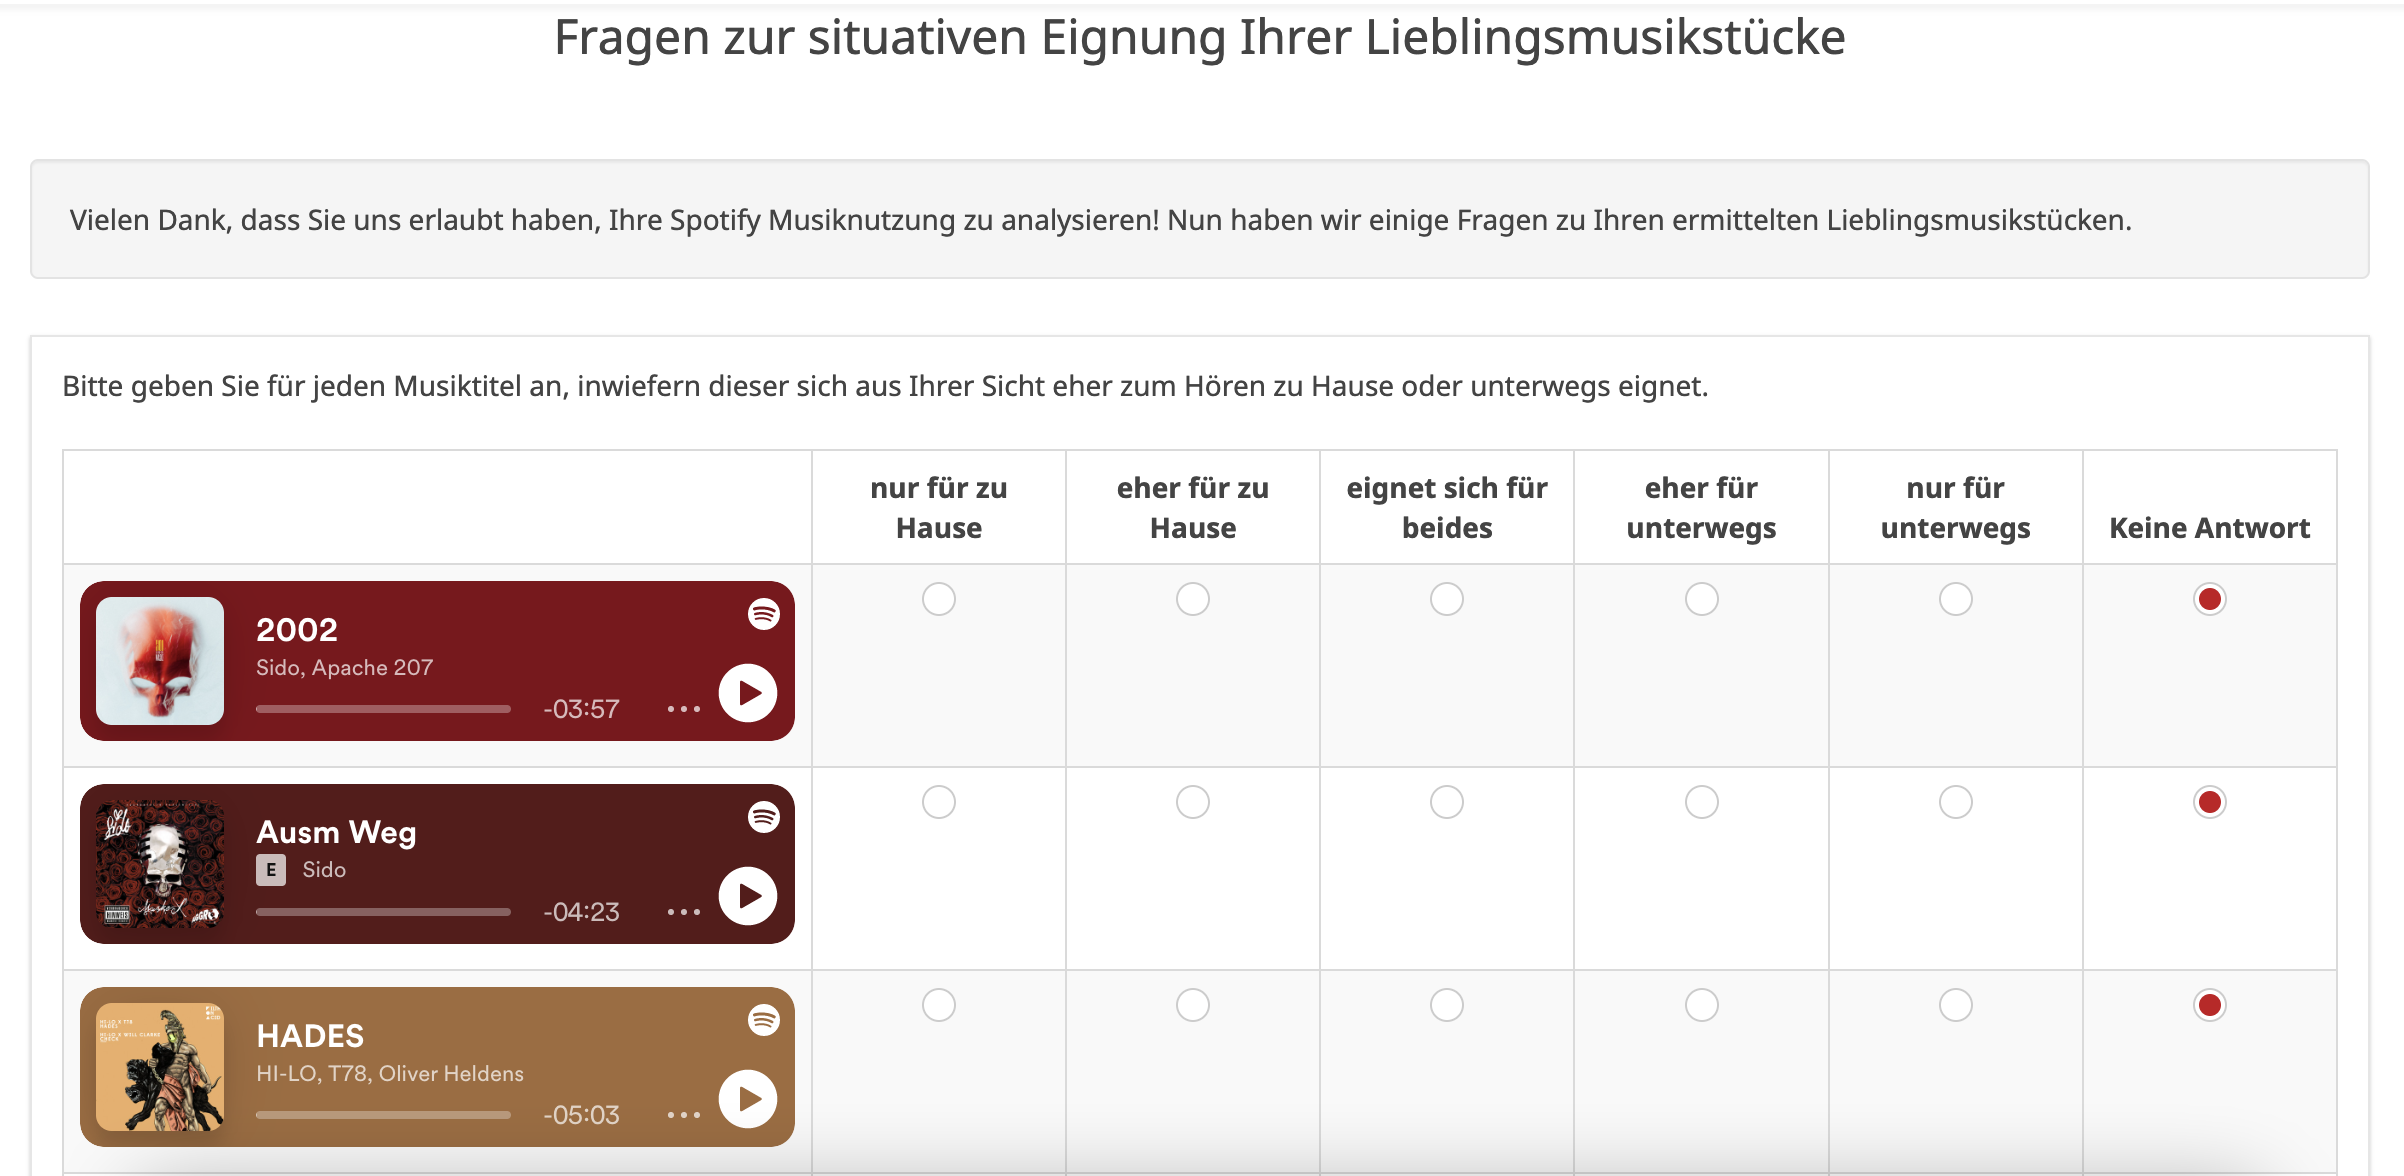 Fragen zur situativen Eignung Ihrer Lieblingsmusikstücke
Vielen Dank, dass Sie uns erlaubt haben, Ihre Spotify Musiknutzung zu analysieren! Nun haben wir einige Fragen zu Ihren ermittelten Lieblingsmusikstücken.
Bitte geben Sie für jeden Musiktitel an, inwiefern dieser sich aus Ihrer Sicht eher zum Hören zu Hause oder unterwegs eignet.
nur für zu Hause
eher für zu Hause
eignet sich für beides
eher für unterwegs
nur für unterwegs
Keine Antwort
2002
Sido, Apache 207
-03:57
Ausm Weg
E Sido
-04:23
HADES
HI-LO, T78, Oliver Heldens
-05:03